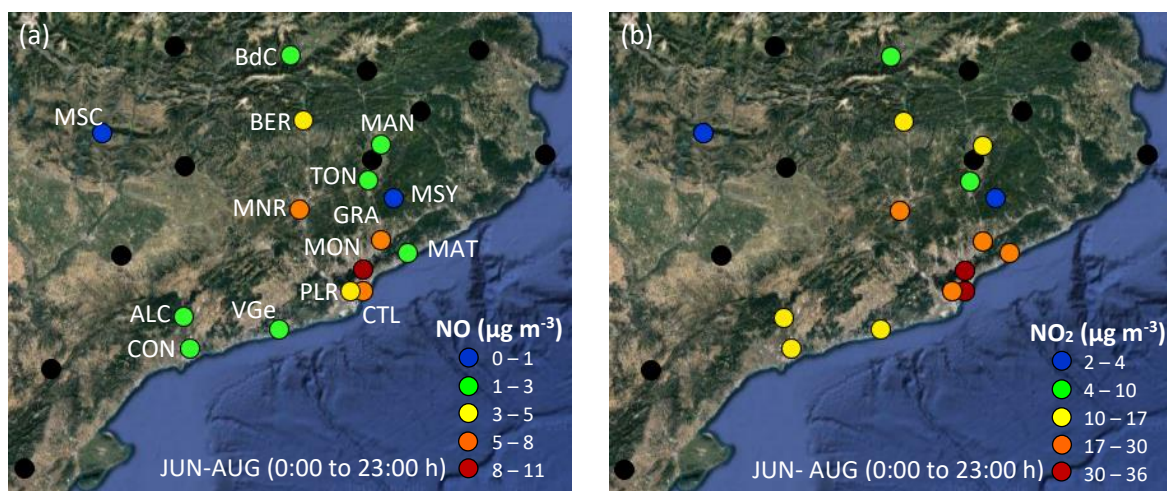 (a)
BdC
MSC
BER
MAN
TON
MSY
MNR
GRA
MON
MAT
PLR
CTL
ALC
VGe
CON
NO (µg m⁻³)
0 – 1
1 – 3
3 – 5
5 – 8
8 – 11
JUN-AUG (0:00 to 23:00 h)
(b)
NO₂ (µg m⁻³)
2 – 4
4 – 10
10 – 17
17 – 30
30 – 36
JUN- AUG (0:00 to 23:00 h)